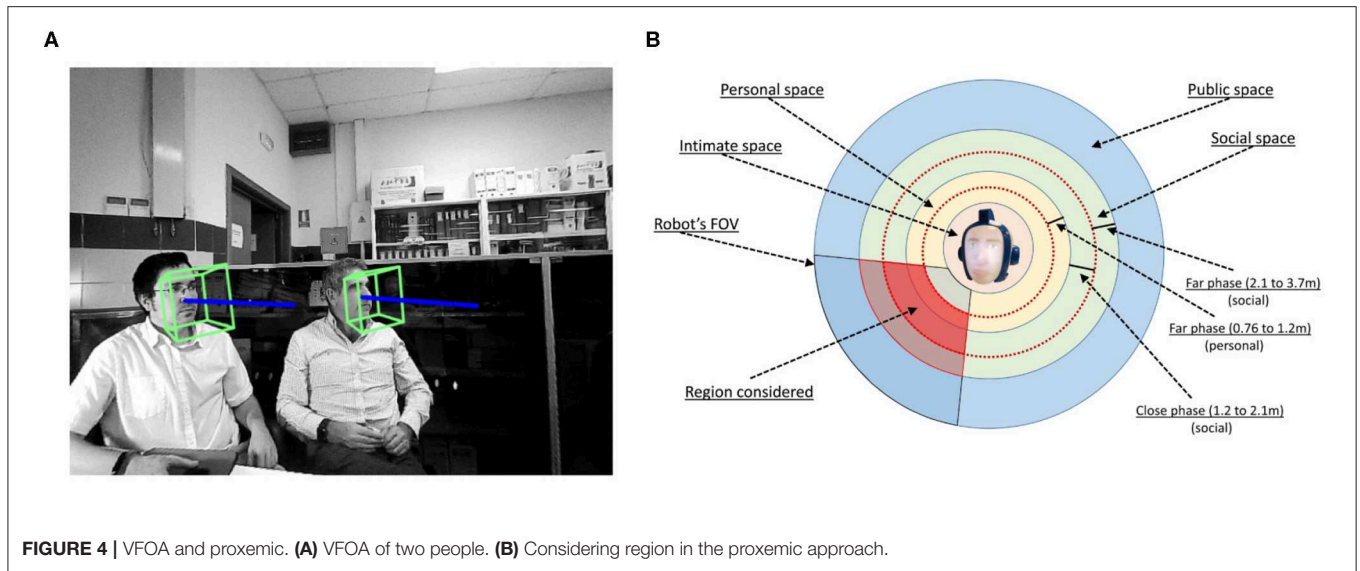 A
B
Personal space
Intimate space
Robot's FOV
Region considered
Public space
Social space
Far phase (2.1 to 3.7m)
(social)
Far phase (0.76 to 1.2m)
(personal)
Close phase (1.2 to 2.1m)
(social)
FIGURE 4 | VFOA and proxemic. (A) VFOA of two people. (B) Considering region in the proxemic approach.